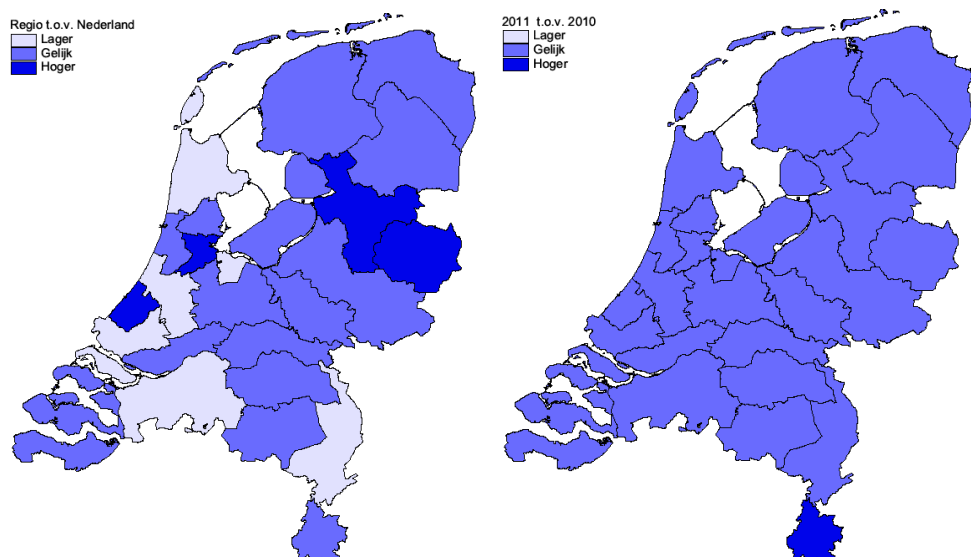 Regio t.o.v. Nederland
Lager
Gelijk
Hoger
2011 t.o.v. 2010
Lager
Gelijk
Hoger